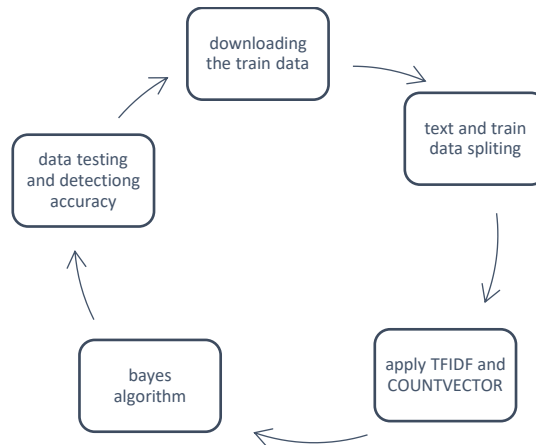 downloading
the train data
text and train
data spliting
apply TFIDF and
COUNTVECTOR
bayes
algorithm
data testing
and detectiong
accuracy